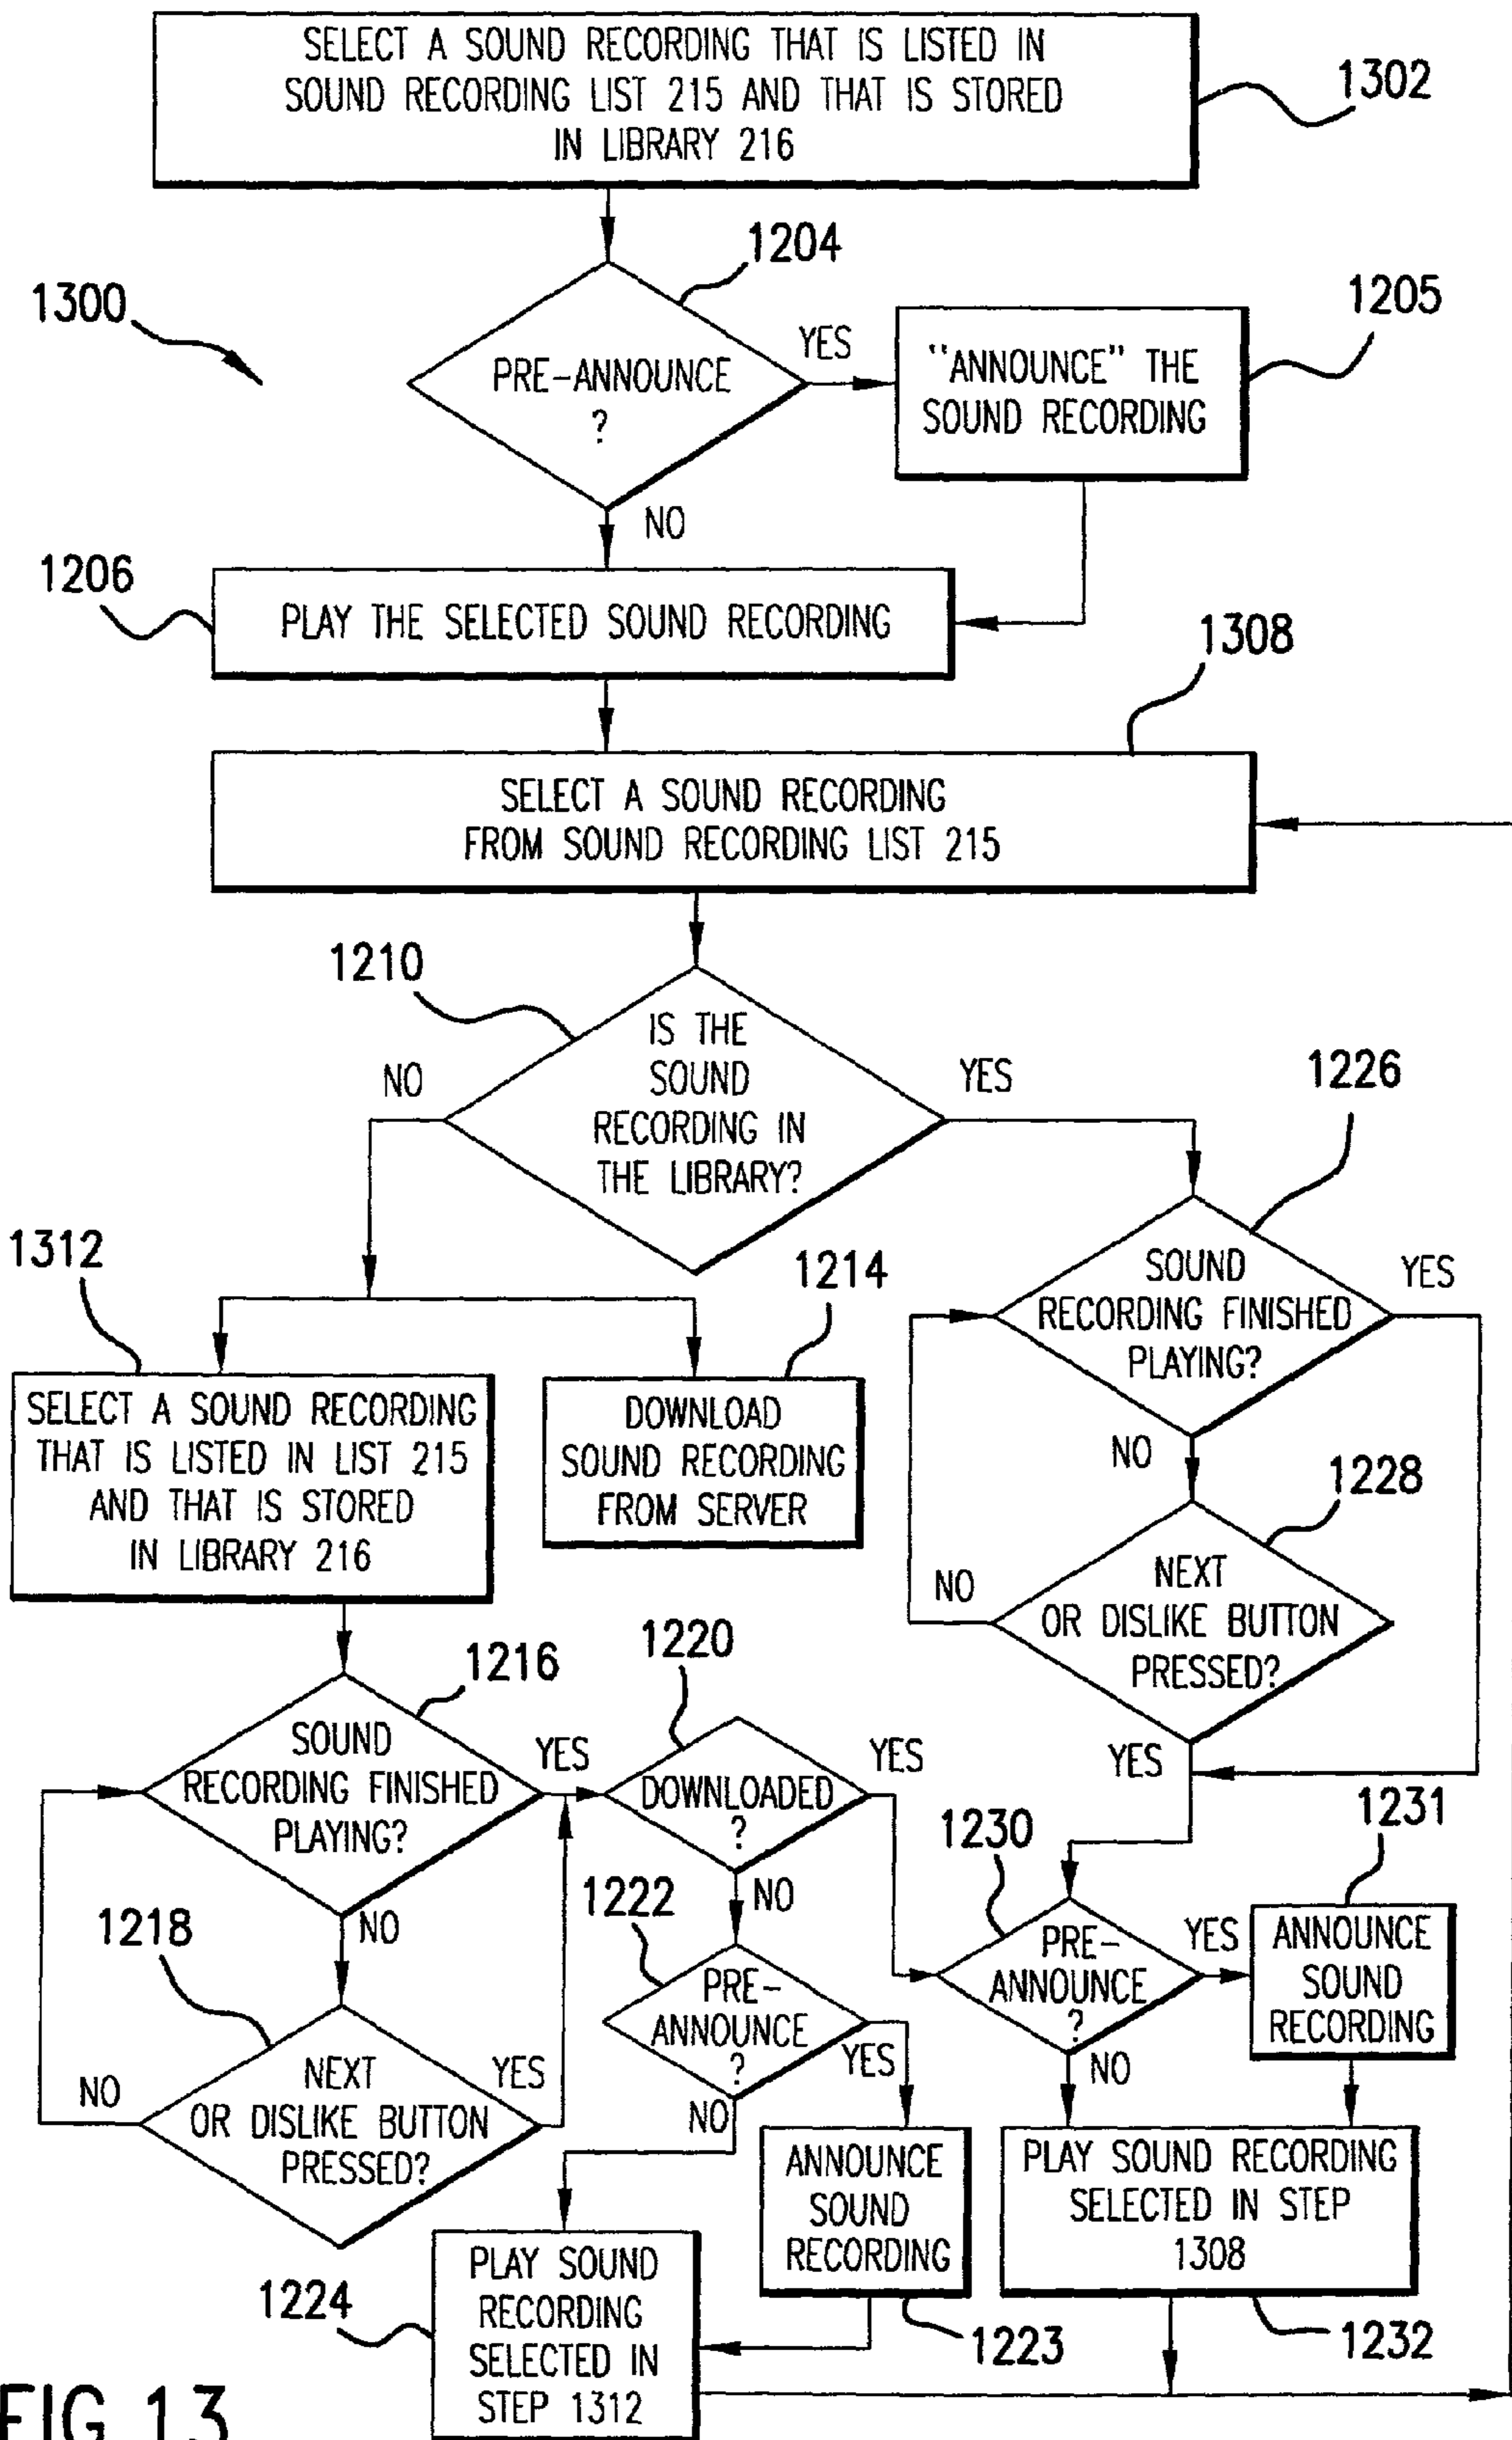 SELECT A SOUND RECORDING THAT IS LISTED IN
SOUND RECORDING LIST 215 AND THAT IS STORED
IN LIBRARY 216
1302
1204
1300
PRE-ANNOUNCE
?
YES
"ANNOUNCE" THE
SOUND RECORDING
1205
NO
1206
PLAY THE SELECTED SOUND RECORDING
1308
SELECT A SOUND RECORDING
FROM SOUND RECORDING LIST 215
1210
IS THE
SOUND
RECORDING IN
THE LIBRARY?
NO
YES
1226
1312
1214
SOUND
RECORDING FINISHED
PLAYING?
YES
NO
SELECT A SOUND RECORDING
THAT IS LISTED IN LIST 215
AND THAT IS STORED
IN LIBRARY 216
DOWNLOAD
SOUND RECORDING
FROM SERVER
1228
NEXT
OR DISLIKE BUTTON
PRESSED?
NO
YES
1216
SOUND
RECORDING FINISHED
PLAYING?
YES
NO
1220
DOWNLOADED
?
YES
NO
1218
NEXT
OR DISLIKE BUTTON
PRESSED?
NO
YES
1222
PRE-
ANNOUNCE
?
YES
NO
1230
PRE-
ANNOUNCE
?
YES
NO
1231
ANNOUNCE
SOUND
RECORDING
ANNOUNCE
SOUND
RECORDING
1223
PLAY SOUND RECORDING
SELECTED IN STEP
1308
1232
1224
PLAY SOUND
RECORDING
SELECTED IN
STEP 1312
FIG.13